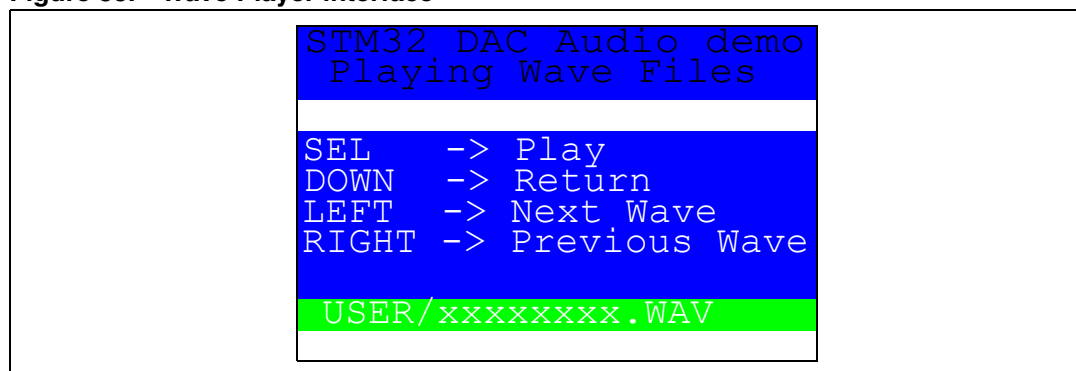 STM32 DAC Audio demo
Playing Wave Files
SEL -> Play
DOWN -> Return
LEFT -> Next Wave
RIGHT -> Previous Wave
USER/xxxxxxxx.WAV